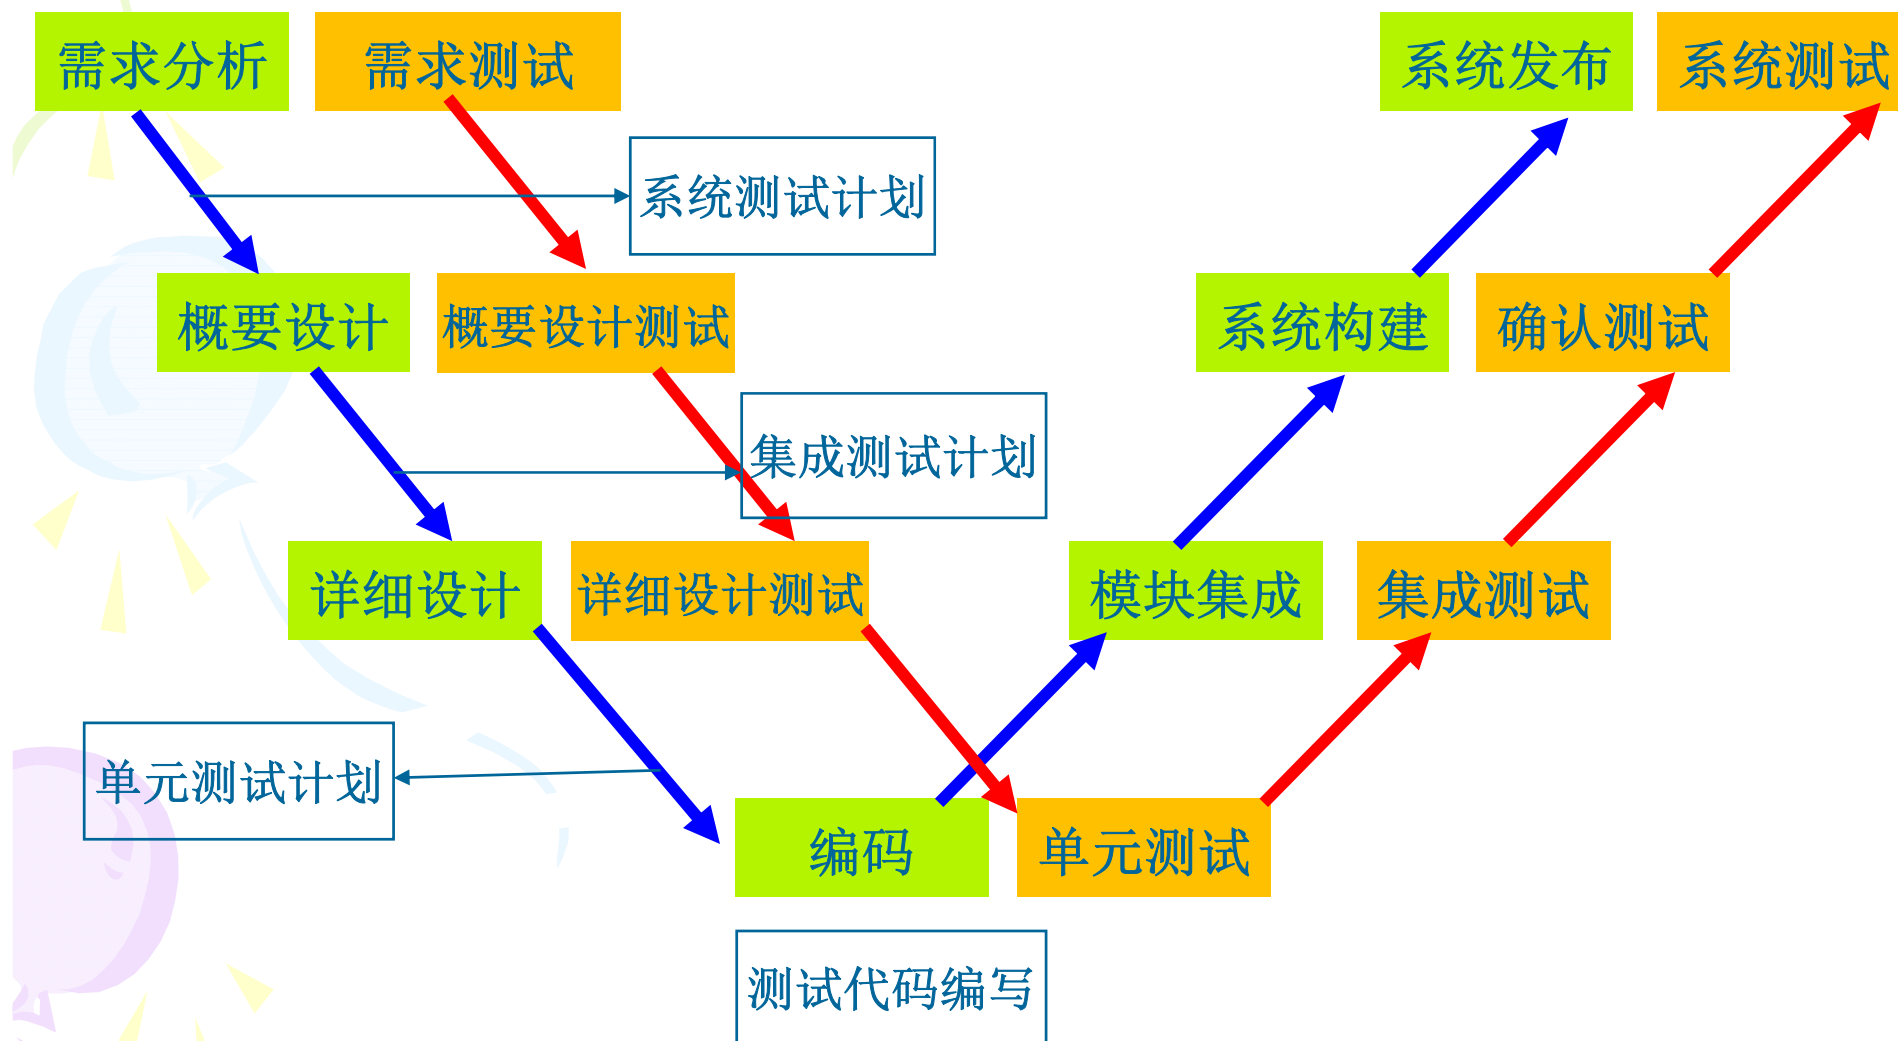 需求分析
需求测试
系统发布
系统测试
系统测试计划
概要设计
概要设计测试
系统构建
确认测试
集成测试计划
详细设计
详细设计测试
模块集成
集成测试
单元测试计划
编码
单元测试
测试代码编写